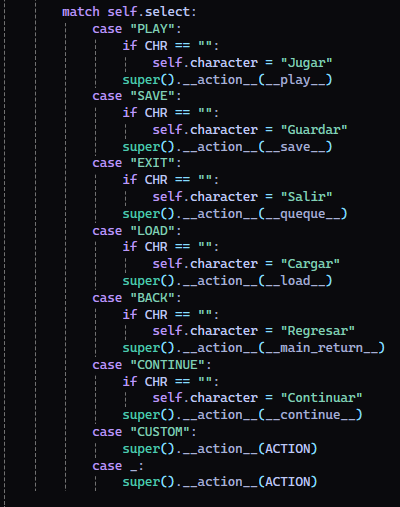 match self.select:
case "PLAY":
if CHR == "":
self.character = "Jugar"
super().__action__(__play__)
case "SAVE":
if CHR == "":
self.character = "Guardar"
super().__action__(__save__)
case "EXIT":
if CHR == "":
self.character = "Salir"
super().__action__(__queque__)
case "LOAD":
if CHR == "":
self.character = "Cargar"
super().__action__(__load__)
case "BACK":
if CHR == "":
self.character = "Regresar"
super().__action__(__main_return__)
case "CONTINUE":
if CHR == "":
self.character = "Continuar"
super().__action__(__continue__)
case "CUSTOM":
super().__action__(ACTION)
case _:
super().__action__(ACTION)